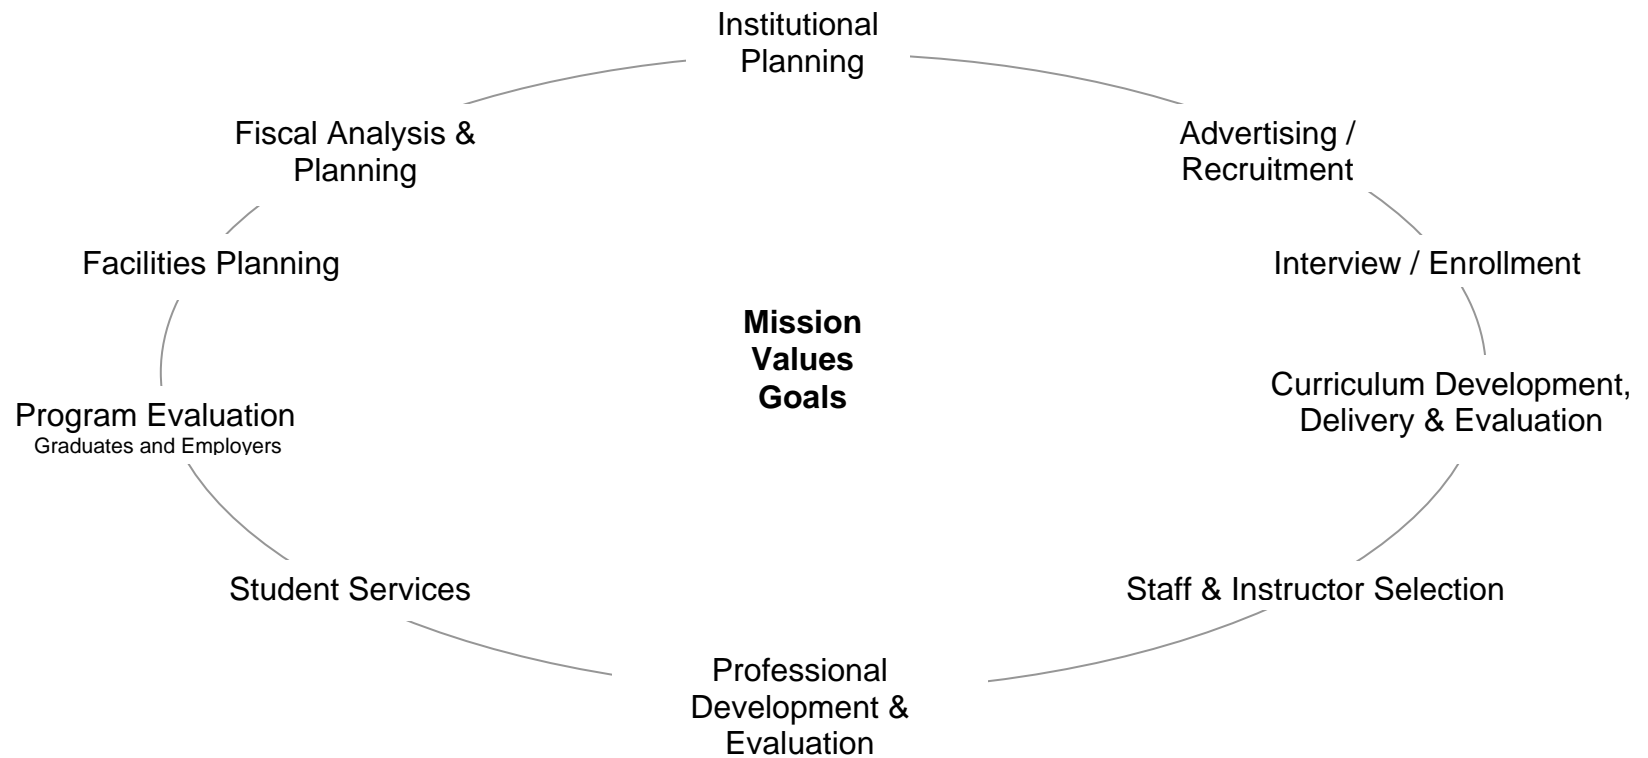 Institutional
Planning
Fiscal Analysis &
Planning
Advertising /
Recruitment
Facilities Planning
Interview / Enrollment
Mission
Values
Goals
Program Evaluation
Graduates and Employers
Curriculum Development,
Delivery & Evaluation
Student Services
Staff & Instructor Selection
Professional
Development &
Evaluation